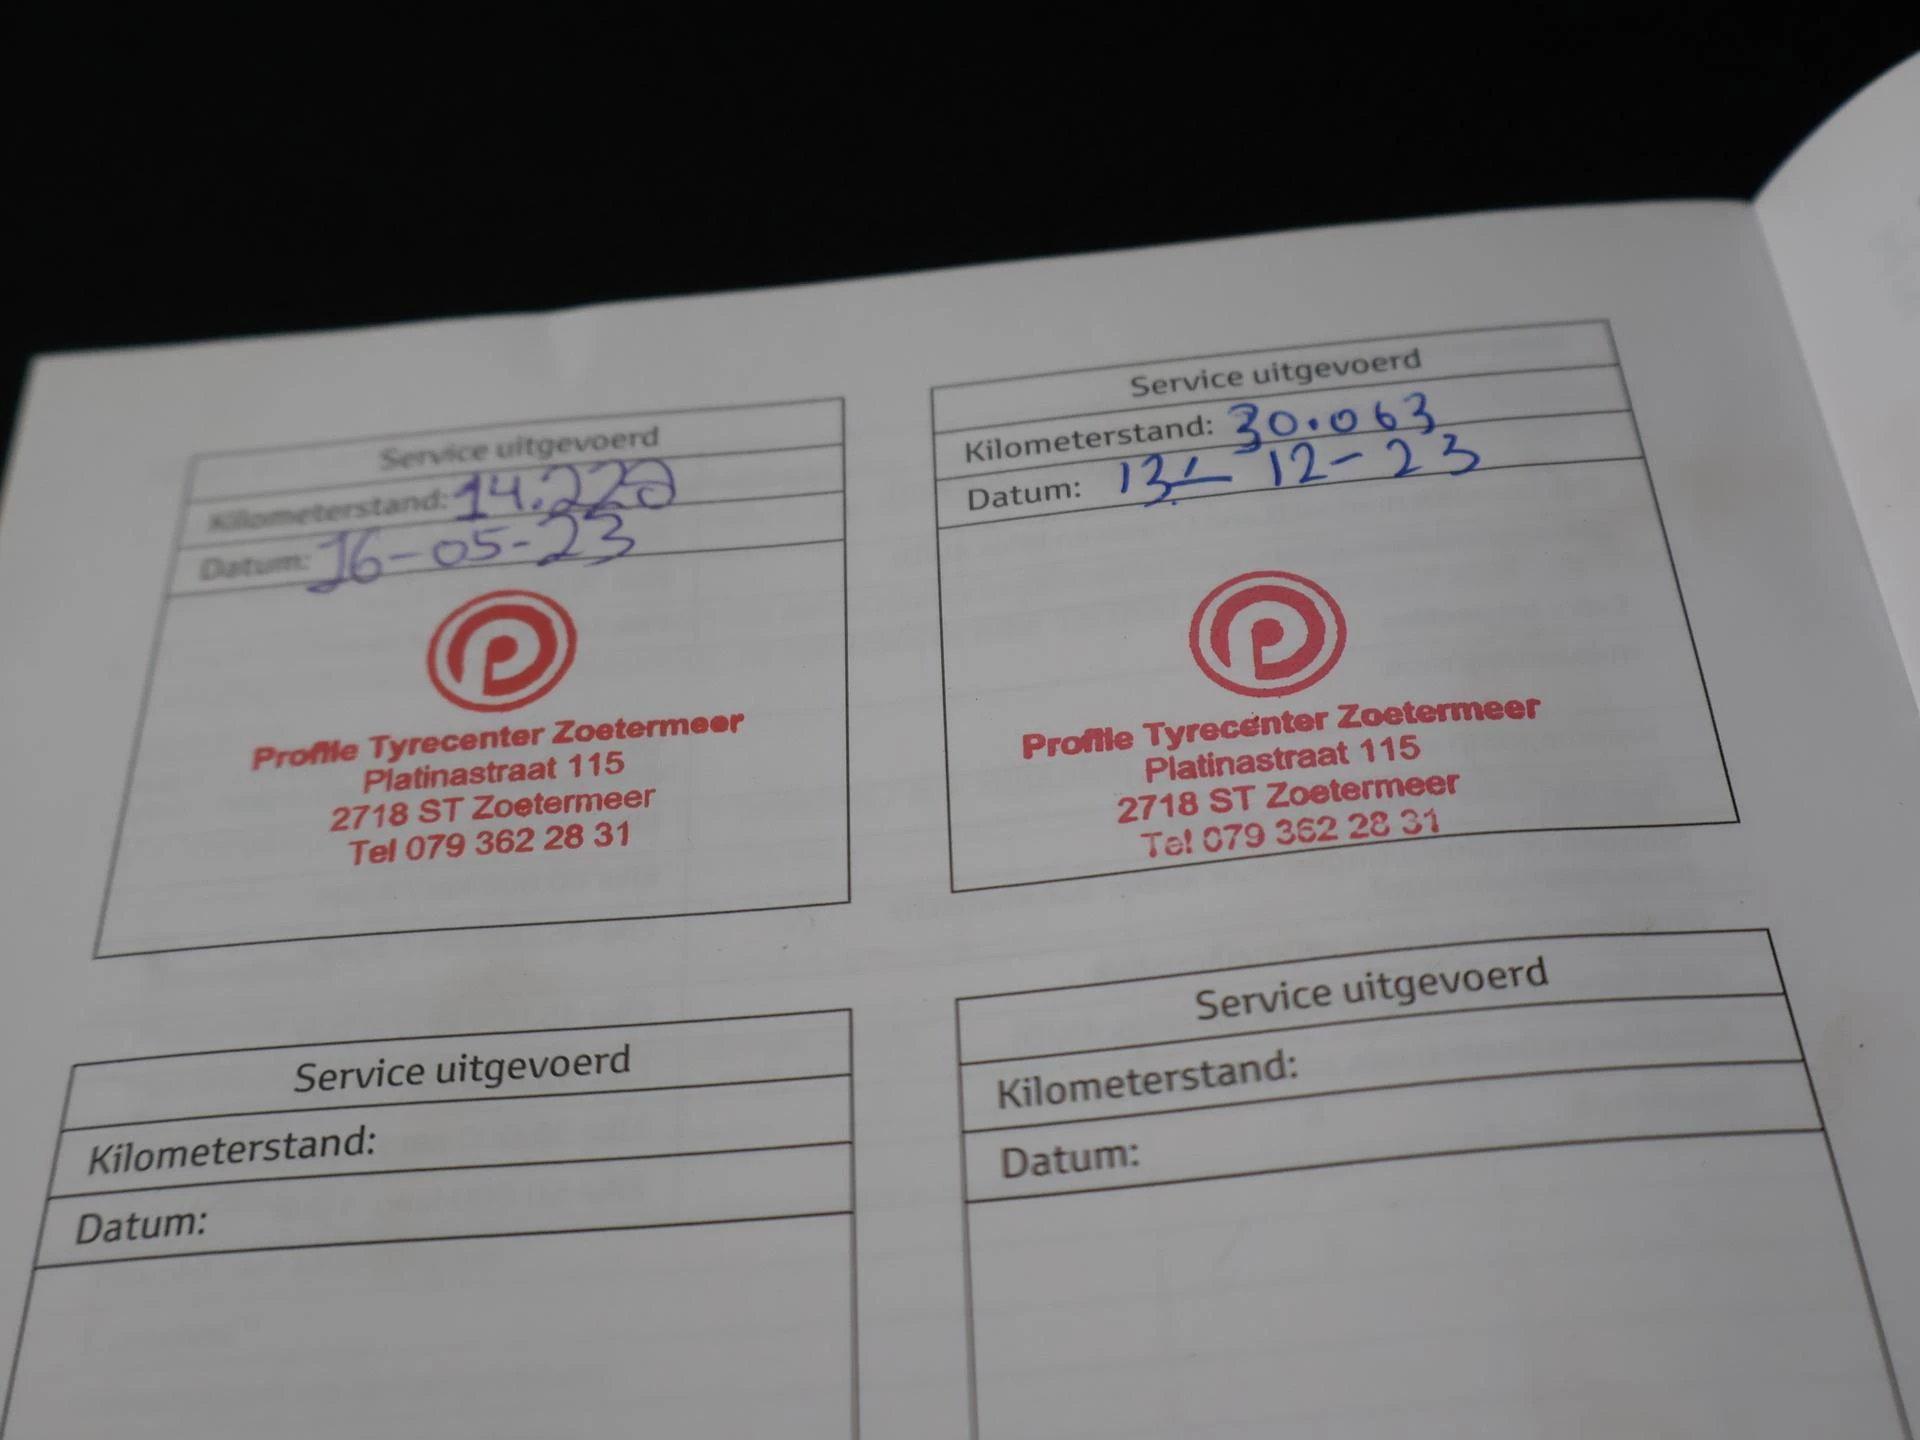 Service uitgevoerd
Kilometerstand: 14.220
Datum: 16-05-23
Profile Tyrecenter Zoetermeer
Platinastraat 115
2718 ST Zoetermeer
Tel 079 362 28 31
Service uitgevoerd
Kilometerstand: 30.063
Datum: 13- 12-23
Profile Tyrecenter Zoetermeer
Platinastraat 115
2718 ST Zoetermeer
Tel 079 362 28 31
Service uitgevoerd
Kilometerstand:
Datum:
Service uitgevoerd
Kilometerstand:
Datum: